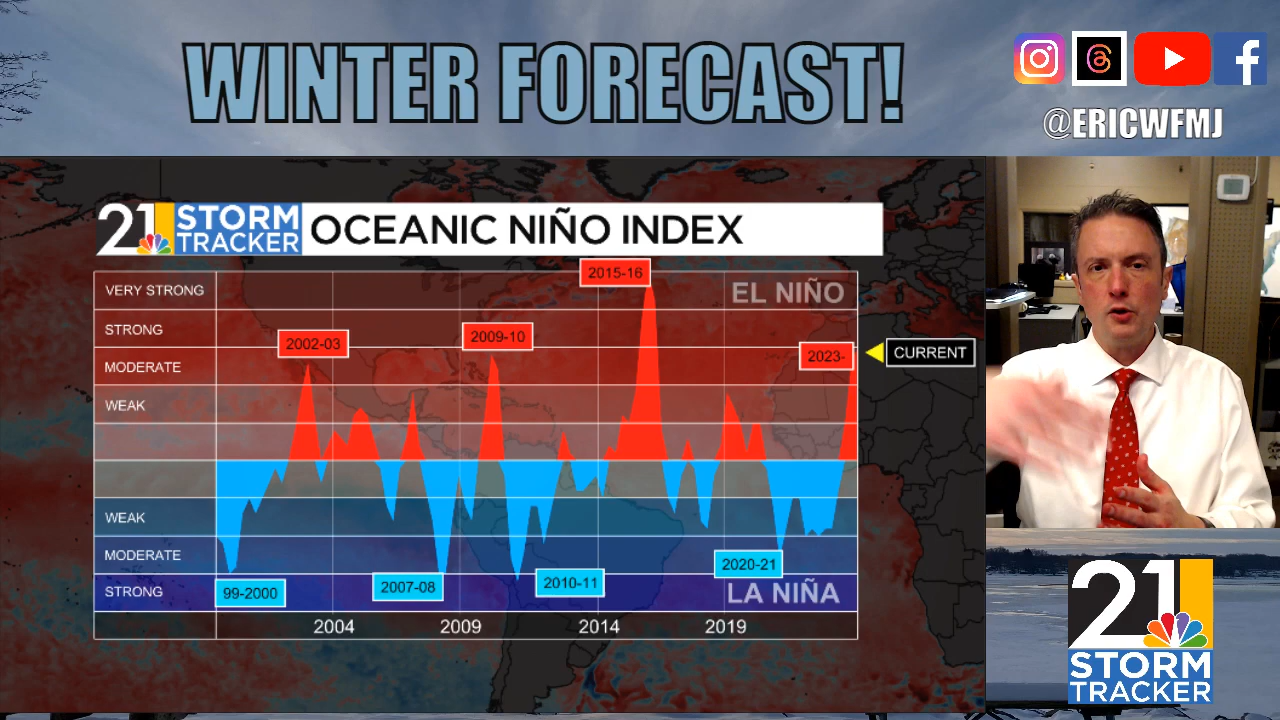 WINTER FORECAST!
@ERICWFMJ
21 STORM TRACKER
OCEANIC NIÑO INDEX
VERY STRONG
STRONG
MODERATE
WEAK
WEAK
MODERATE
STRONG
EL NIÑO
LA NIÑA
2002-03
2009-10
2015-16
2023-
CURRENT
99-2000
2007-08
2010-11
2020-21
2004
2009
2014
2019
21
STORM
TRACKER